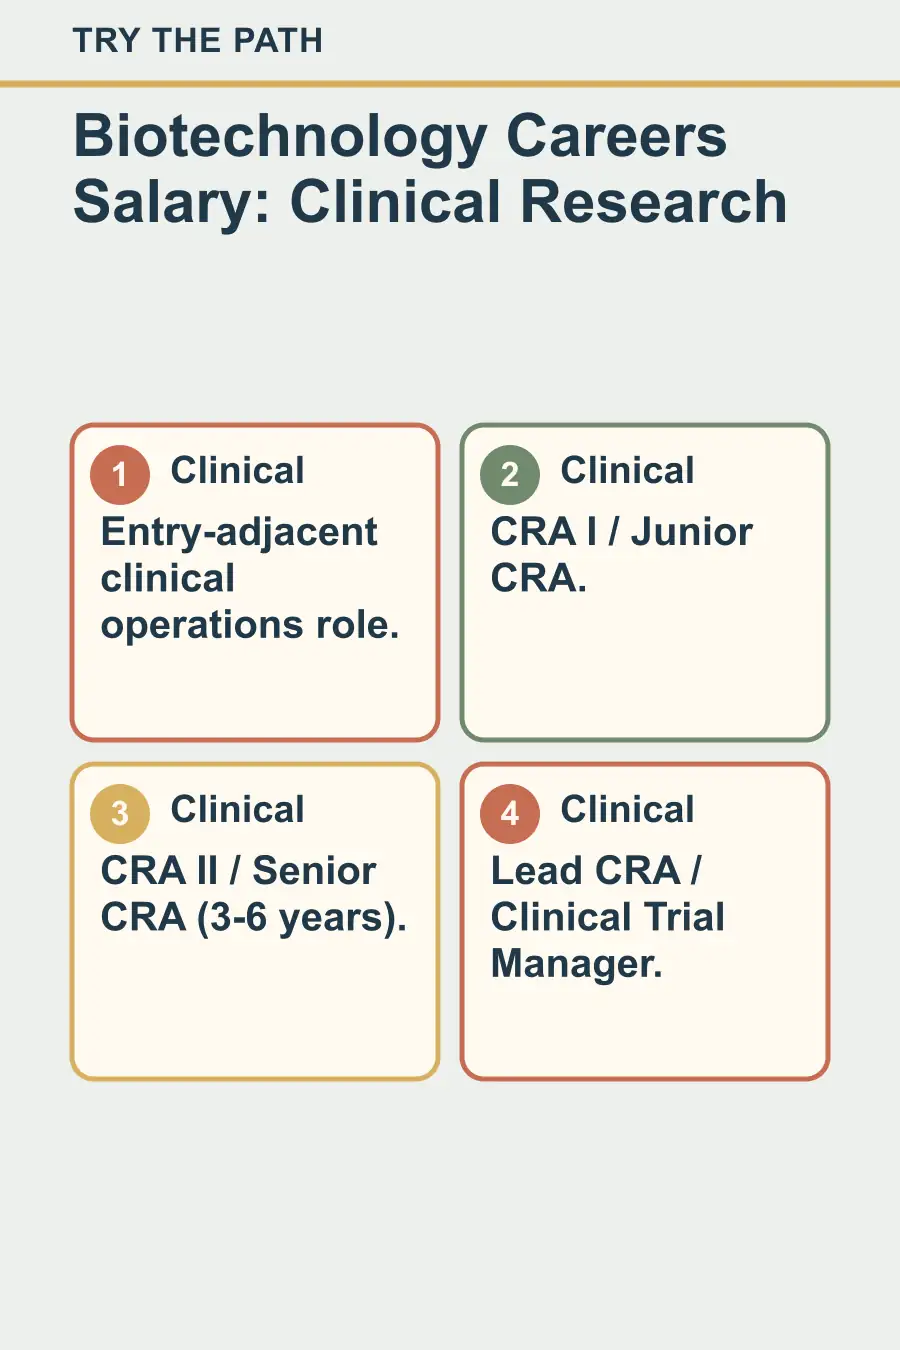 TRY THE PATH
Biotechnology Careers
Salary: Clinical Research
1 Clinical
Entry-adjacent
clinical
operations role.
2 Clinical
CRA I / Junior
CRA.
3 Clinical
CRA II / Senior
CRA (3-6 years).
4 Clinical
Lead CRA /
Clinical Trial
Manager.